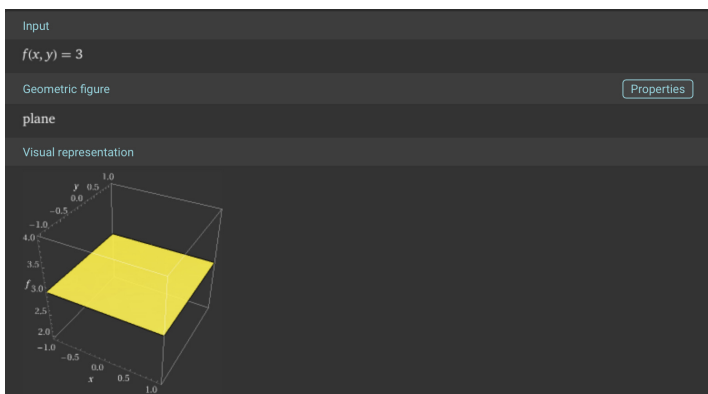 Input
f(x, y) = 3
Geometric figure
Properties
plane
Visual representation
1.0
y 0.5
0.0
−0.5
−1.0
4.0
3.5
f 3.0
2.5
2.0
−1.0
−0.5
0.0
x 0.5
1.0